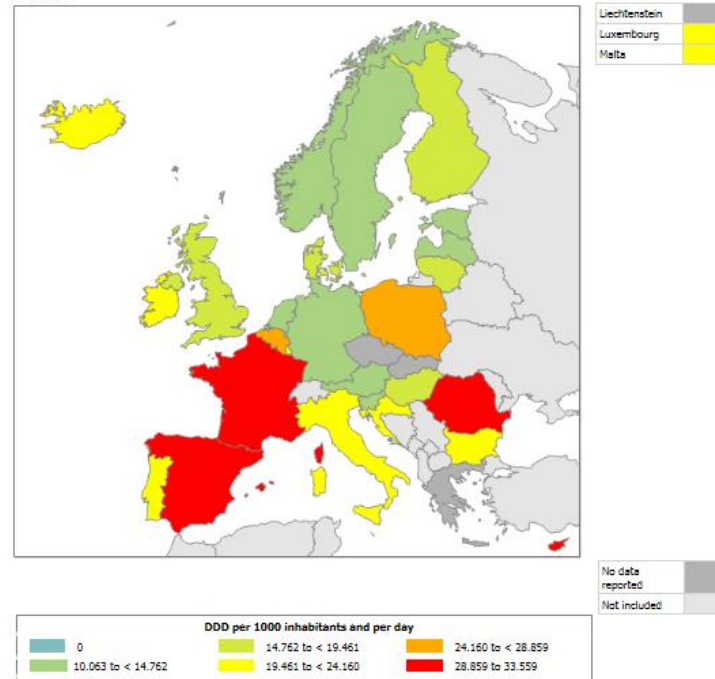 Liechtenstein
Luxembourg
Malta
No data
reported
Not included
DDD per 1000 inhabitants and per day
0
14.762 to < 19.461
24.160 to < 28.859
10.063 to < 14.762
19.461 to < 24.160
28.859 to 33.559